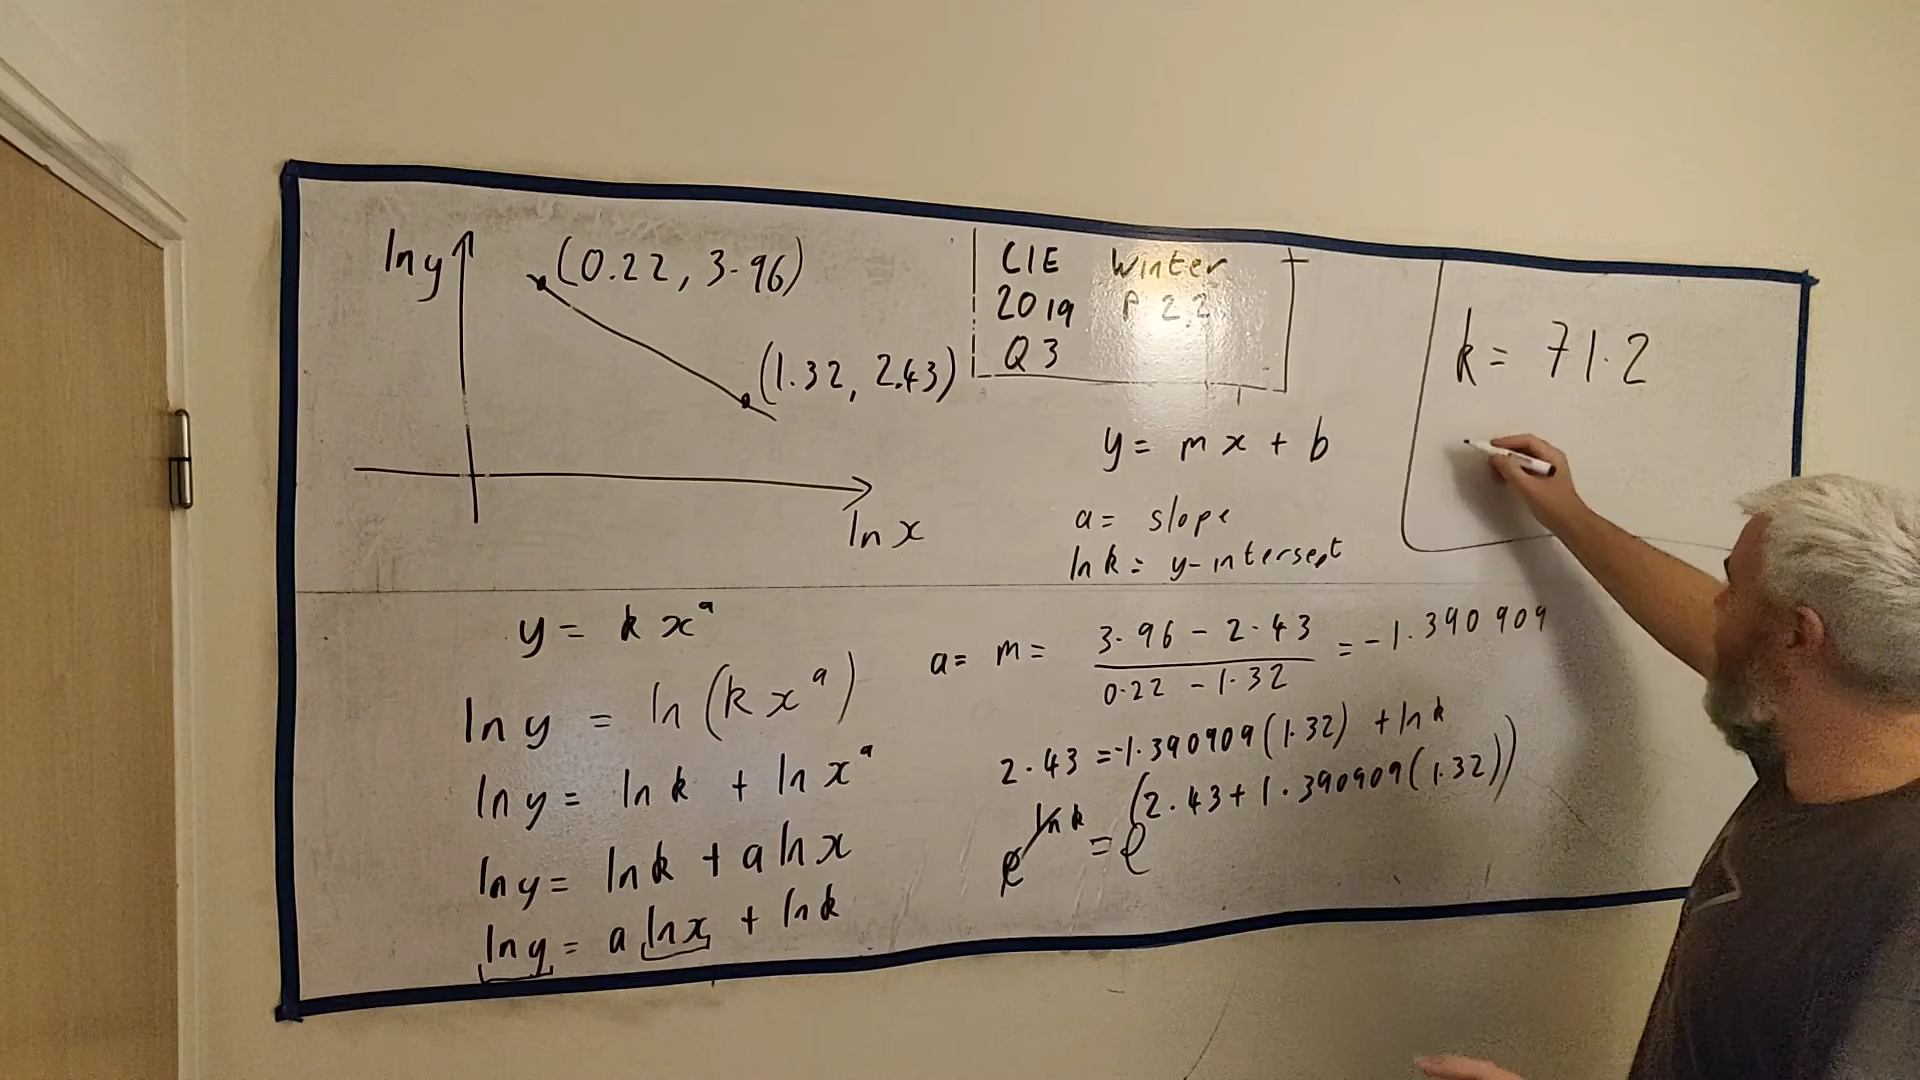 ln y
(0.22, 3.96)
(1.32, 2.43)
ln x
CIE Winter
2019 P 2.2
Q3
k = 71.2
y = mx + b
a = slope
ln k = y-intersept
y = k x^a
ln y = ln (k x^a)
ln y = ln k + ln x^a
ln y = ln k + a ln x
ln y = a ln x + ln k
a = m = (3.96 - 2.43) / (0.22 - 1.32) = -1.390909
2.43 = -1.390909(1.32) + ln k
e^(ln k) = e^(2.43 + 1.390909(1.32))